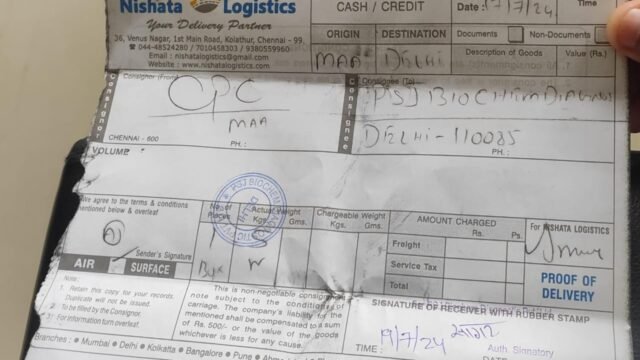 Nishata Logistics
Your Delivery Partner
36, Venus Nagar, 1st Main Road, Kolathur, Chennai - 99.
044-48524280 / 7010458303 / 9380559960
Email : nishatalogistics@gmail.com
Website : www.nishatalogistics.com
CASH / CREDIT
Date : 17/7/24 Time
ORIGIN DESTINATION Documents Non-Documents
MAA DELHI Description of Goods Value (Rs.)
Consignor
Consignor (From)
CPC
MAA
CHENNAI - 600 PH. :
Consignee
Consignee (To)
PSJ BIOCHEM
DELHI - 110085
PH. :
VOLUME
We agree to the terms & conditions
mentioned below & overleaf
Sender's Signature
AIR SURFACE
No. of Pieces Actual Weight Kgs. Gms.
Chargeable Weight Kgs. Gms.
AMOUNT CHARGED
Rs. Ps.
Freight
Service Tax
Total
For NISHATA LOGISTICS
PROOF OF
DELIVERY
Note :
1. Retain this copy for your records.
Duplicate will not be issued.
2. To be filled by the Consignor.
3) For information turn overleaf.
This is non-negotiable consignment
note subject to the conditions of
carriage. The company's liability for
mentioned shall be compensated to a sum
of Rs. 500/- or the value of the goods
whichever is less for any cause.
SIGNATURE OF RECEIVER WITH RUBBER STAMP
19/7/24
TIME : Auth. Signatory
Branches : • Mumbai • Delhi • Kolkatta • Bangalore • Pune